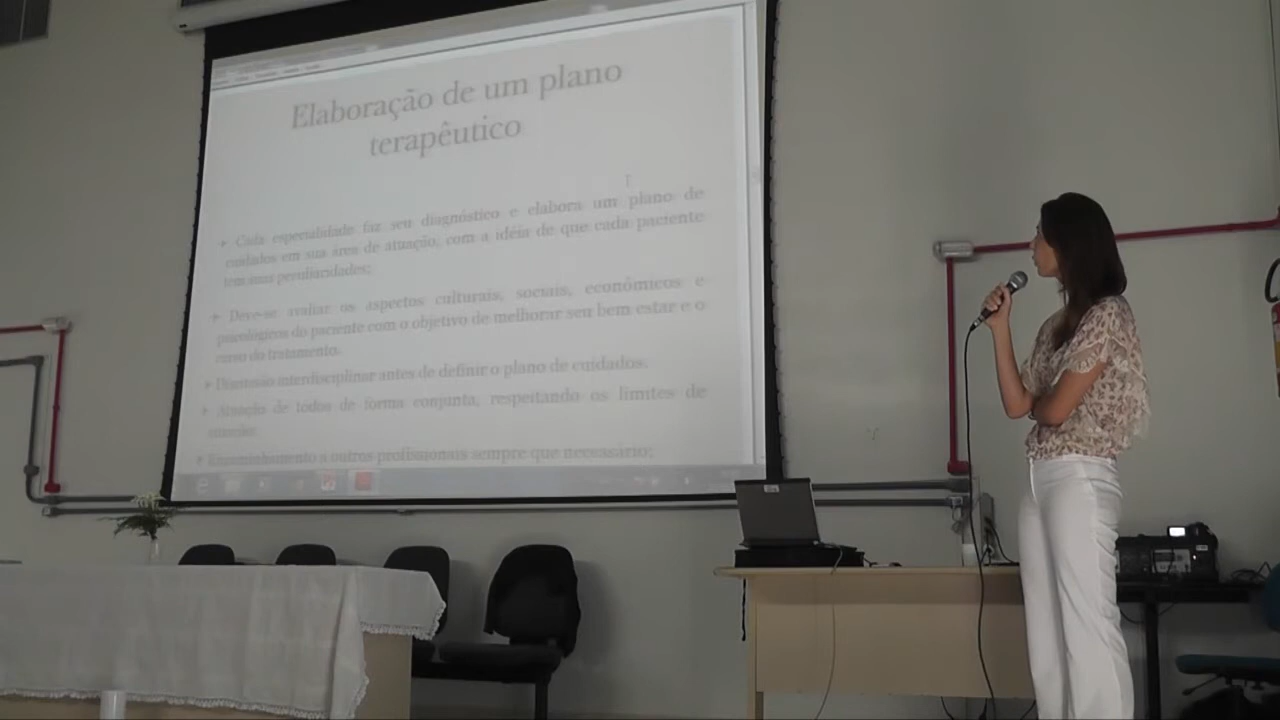 Elaboração de um plano
terapêutico
Cada especialidade faz seu diagnóstico e elabora um plano de
cuidados em sua área de atuação, com a idéia de que cada paciente
tem suas peculiaridades;
Deve-se avaliar os aspectos culturais, sociais, econômicos e
psicológicos do paciente com o objetivo de melhorar seu bem estar e o
curso do tratamento.
Discussão interdisciplinar antes de definir o plano de cuidados.
Atuação de todos de forma conjunta, respeitando os limites de
Encaminhamento a outros profissionais sempre que necessário;